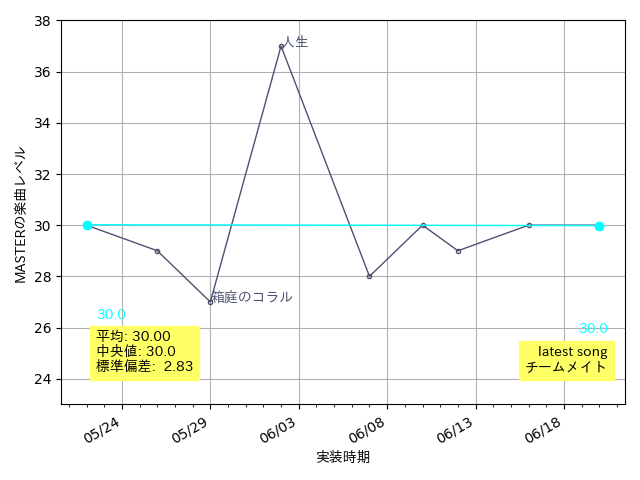 38
36
34
32
30
28
26
24
MASTERの楽曲レベル
人生
箱庭のコラル
30.0
平均: 30.00
中央値: 30.0
標準偏差: 2.83
30.0
latest song
チームメイト
05/24
05/29
06/03
06/08
06/13
06/18
実装時期